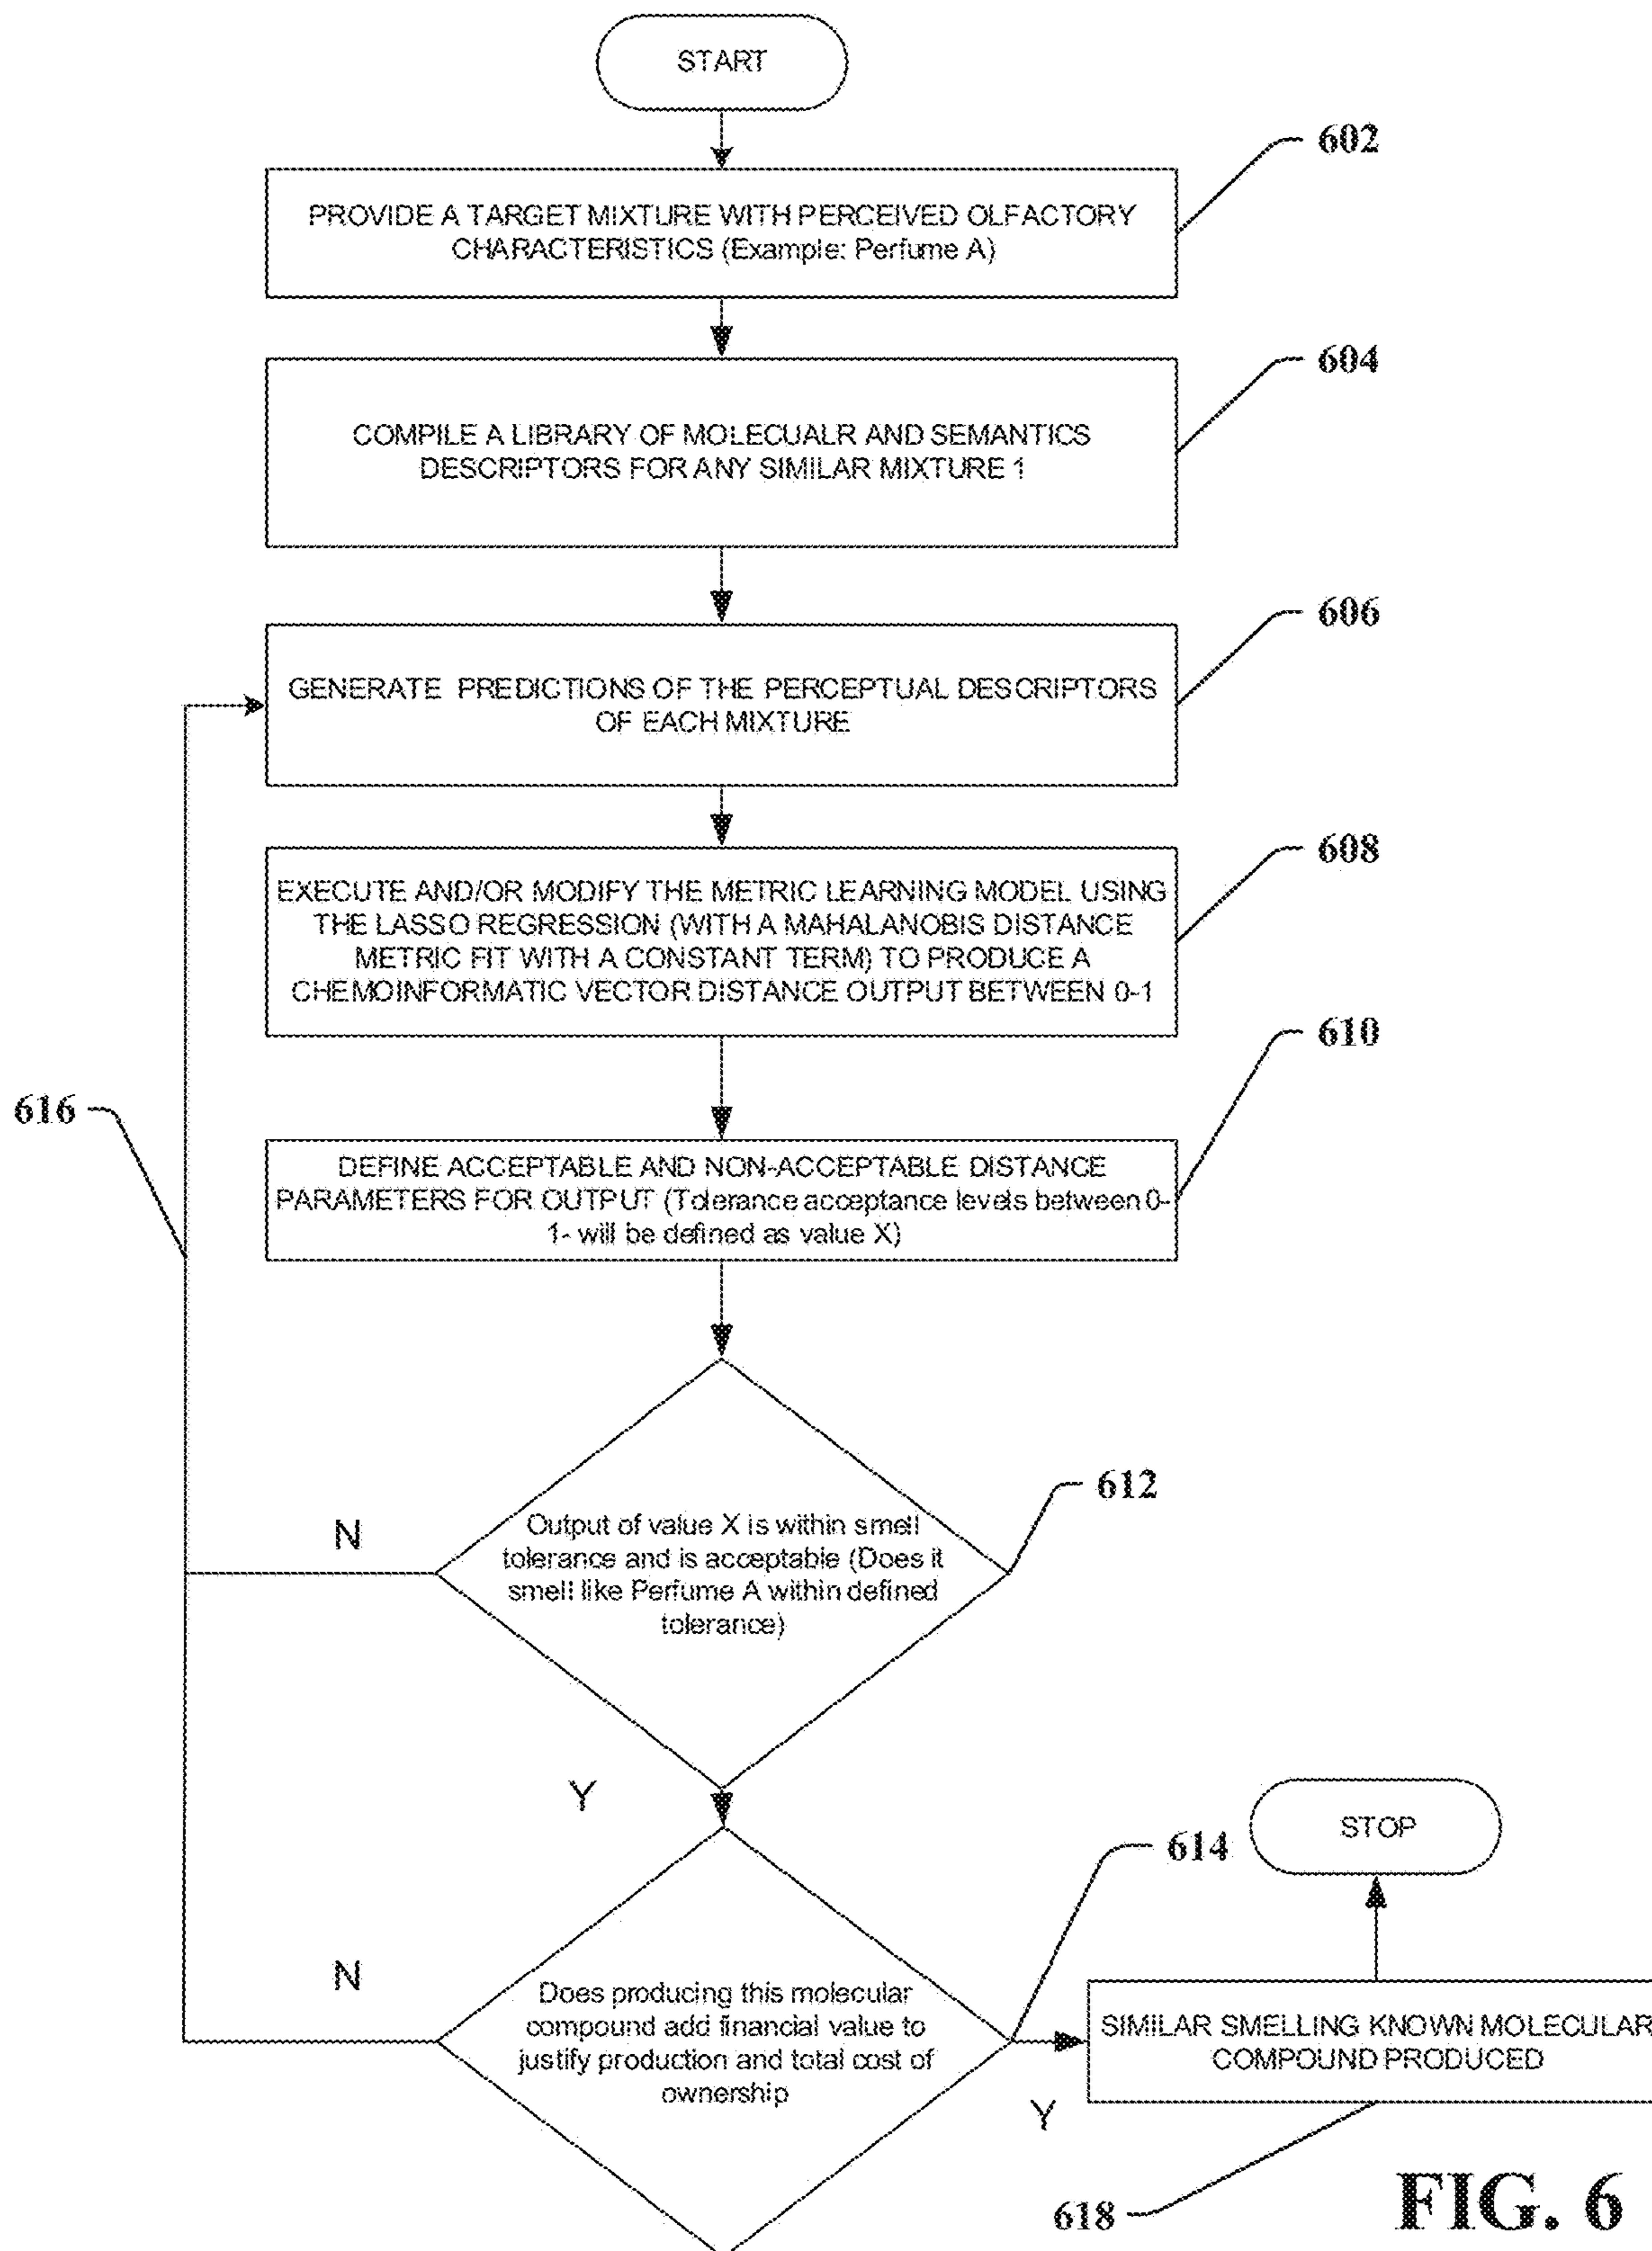 START
602
PROVIDE A TARGET MIXTURE WITH PERCEIVED OLFACTORY
CHARACTERISTICS (Example: Perfume A)
604
COMPILE A LIBRARY OF MOLECUALR AND SEMANTICS
DESCRIPTORS FOR ANY SIMILAR MIXTURE 1
606
GENERATE PREDICTIONS OF THE PERCEPTUAL DESCRIPTORS
OF EACH MIXTURE
608
EXECUTE AND/OR MODIFY THE METRIC LEARNING MODEL USING
THE LASSO REGRESSION (WITH A MAHALANOBIS DISTANCE
METRIC FIT WITH A CONSTANT TERM) TO PRODUCE A
CHEMOINFORMATIC VECTOR DISTANCE OUTPUT BETWEEN 0-1
610
616
DEFINE ACCEPTABLE AND NON-ACCEPTABLE DISTANCE
PARAMETERS FOR OUTPUT (Tolerance acceptance levels between 0-
1- will be defined as value X)
612
N
Output of value X is within smell
tolerance and is acceptable (Does it
smell like Perfume A within defined
tolerance)
Y
STOP
614
N
Does producing this molecular
compound add financial value to
justify production and total cost of
ownership
Y
SIMILAR SMELLING KNOWN MOLECULAR
COMPOUND PRODUCED
618
FIG. 6